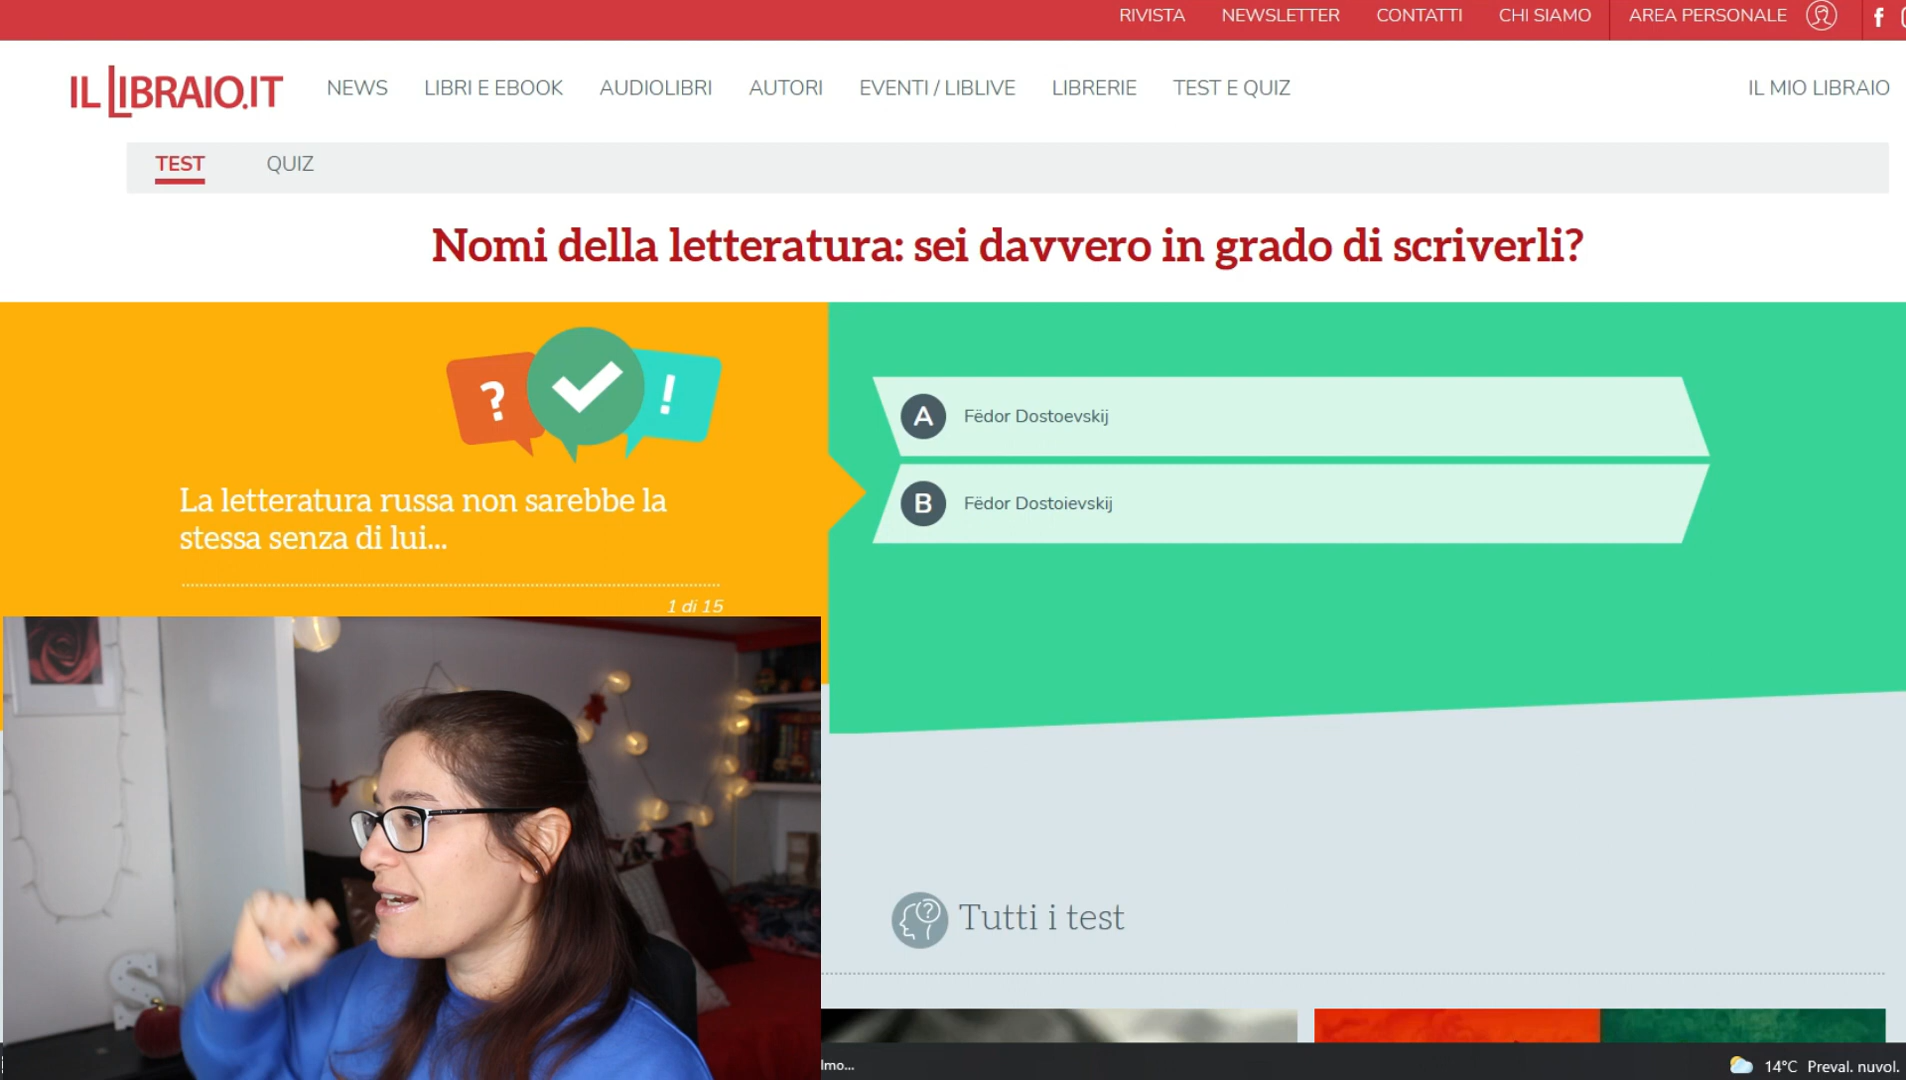 RIVISTA NEWSLETTER CONTATTI CHI SIAMO AREA PERSONALE
IL LIBRAIO.IT NEWS LIBRI E EBOOK AUDIOLIBRI AUTORI EVENTI / LIBLIVE LIBRERIE TEST E QUIZ IL MIO LIBRAIO
TEST QUIZ
Nomi della letteratura: sei davvero in grado di scriverli?
? !
La letteratura russa non sarebbe la
stessa senza di lui...
1 di 15
A Fëdor Dostoevskij
B Fëdor Dostoievskij
Tutti i test
lmo...
14°C Preval. nuvol.